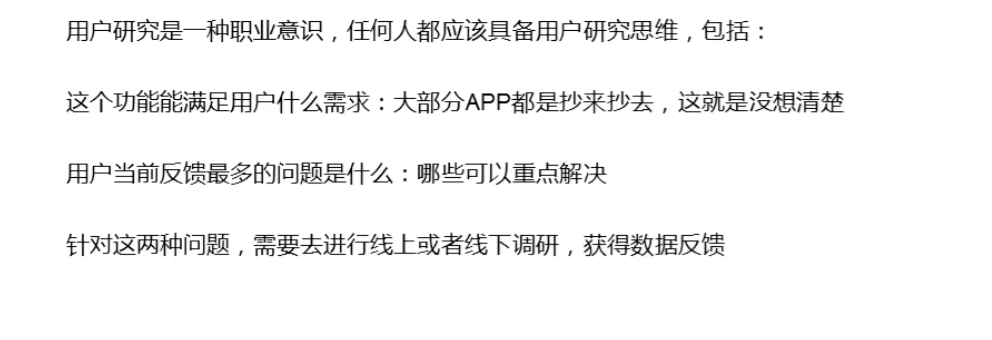 用户研究是一种职业意识，任何人都应该具备用户研究思维，包括：
这个功能能满足用户什么需求：大部分APP都是抄来抄去，这就是没想清楚
用户当前反馈最多的问题是什么：哪些可以重点解决
针对这两种问题，需要去进行线上或者线下调研，获得数据反馈